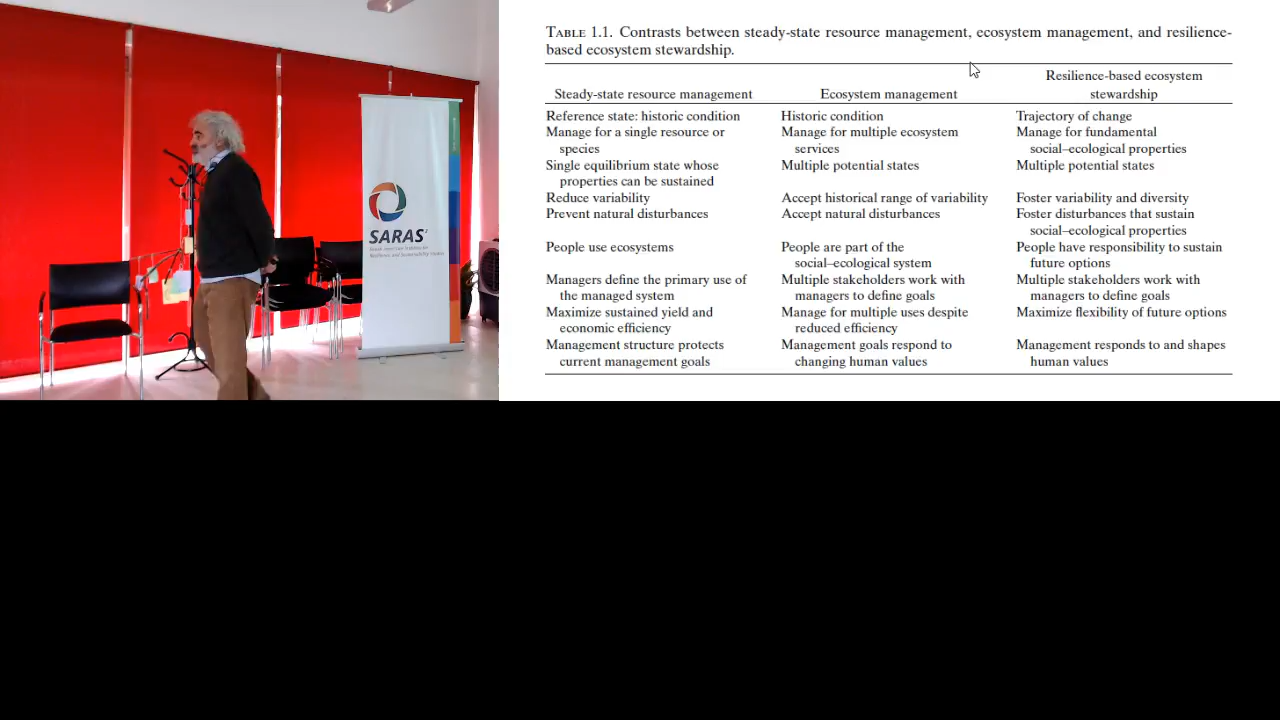 SARAS²
South American Institute for
Resilience and Sustainability Studies
TABLE 1.1. Contrasts between steady-state resource management, ecosystem management, and resilience-
based ecosystem stewardship.
Steady-state resource management Ecosystem management Resilience-based ecosystem stewardship
Reference state: historic condition Historic condition Trajectory of change
Manage for a single resource or species Manage for multiple ecosystem services Manage for fundamental social–ecological properties
Single equilibrium state whose properties can be sustained Multiple potential states Multiple potential states
Reduce variability Accept historical range of variability Foster variability and diversity
Prevent natural disturbances Accept natural disturbances Foster disturbances that sustain social–ecological properties
People use ecosystems People are part of the social–ecological system People have responsibility to sustain future options
Managers define the primary use of the managed system Multiple stakeholders work with managers to define goals Multiple stakeholders work with managers to define goals
Maximize sustained yield and economic efficiency Manage for multiple uses despite reduced efficiency Maximize flexibility of future options
Management structure protects current management goals Management goals respond to changing human values Management responds to and shapes human values